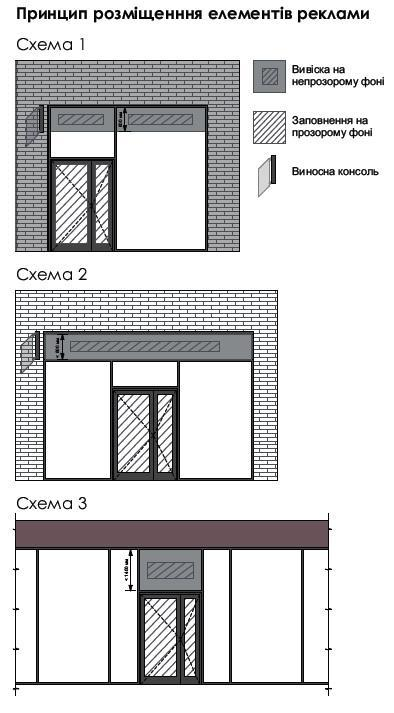 Принцип розміщенння елементів реклами
Схема 1
Вивіска на
непрозорому фоні
Заповнення на
прозорому фоні
Виносна консоль
Схема 2
Схема 3